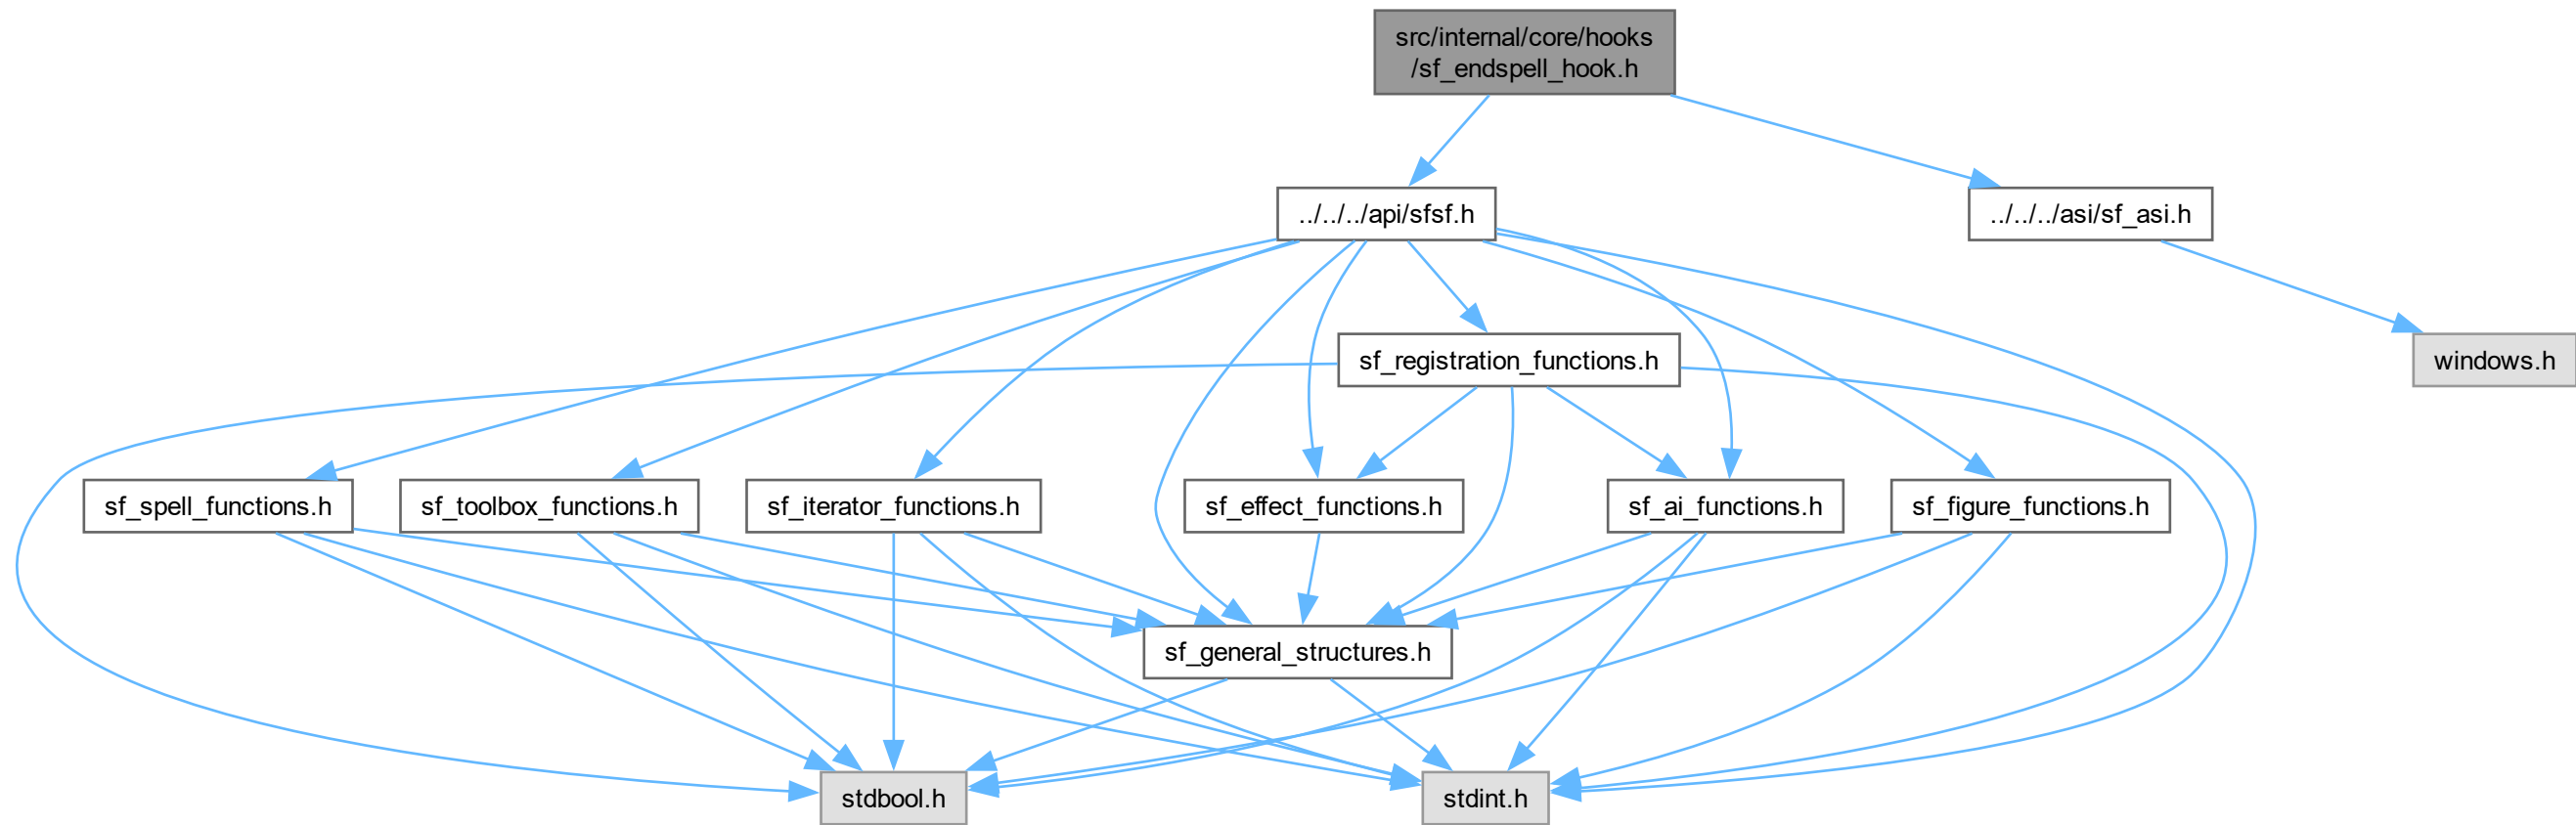 src/internal/core/hooks
/sf_endspell_hook.h
../../../api/sfsf.h
../../../asi/sf_asi.h
sf_registration_functions.h
windows.h
sf_spell_functions.h
sf_toolbox_functions.h
sf_iterator_functions.h
sf_effect_functions.h
sf_ai_functions.h
sf_figure_functions.h
sf_general_structures.h
stdbool.h
stdint.h